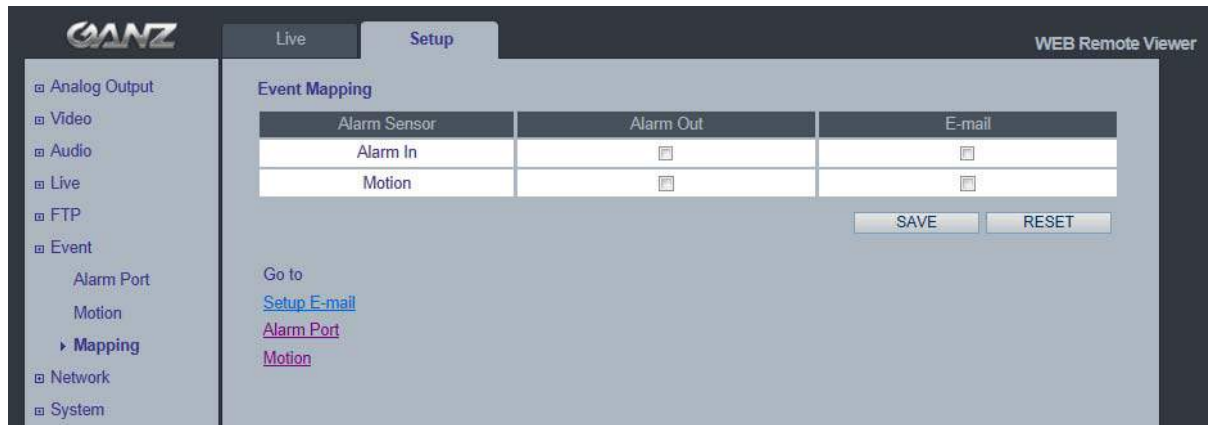 GANZ
Live
Setup
WEB Remote Viewer
Analog Output
Video
Audio
Live
FTP
Event
Alarm Port
Motion
Mapping
Network
System
Event Mapping
Alarm Sensor Alarm Out E-mail
Alarm In
Motion
SAVE RESET
Go to
Setup E-mail
Alarm Port
Motion